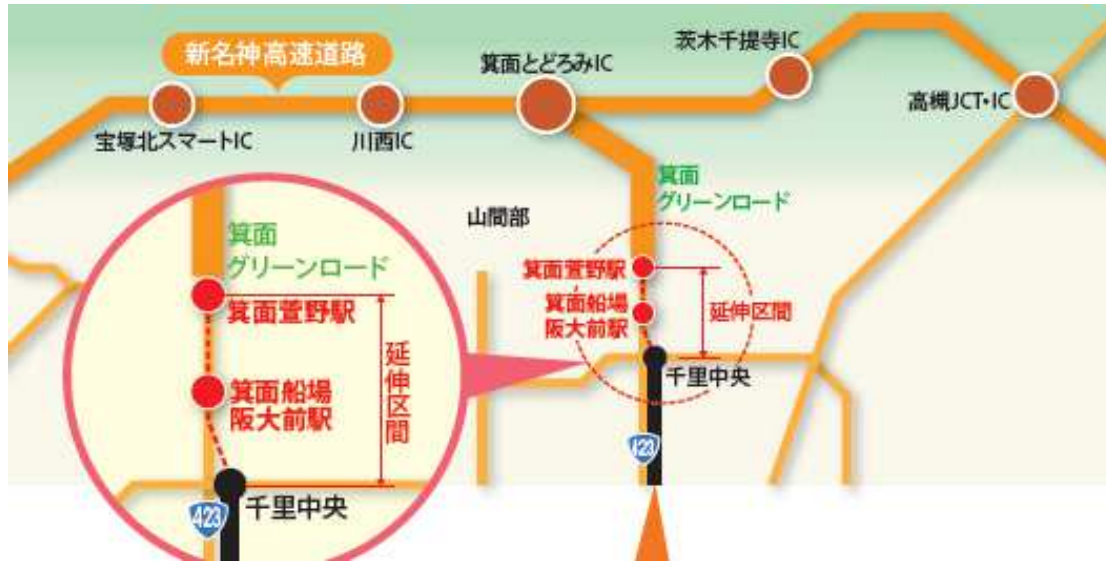 新名神高速道路
宝塚北スマートIC
川西IC
箕面とどろみIC
茨木千提寺IC
高槻JCT・IC
箕面
グリーンロード
山間部
箕面萱野駅
箕面船場
阪大前駅
延伸区間
千里中央
423
箕面
グリーンロード
箕面萱野駅
箕面船場
阪大前駅
延伸区間
千里中央
423